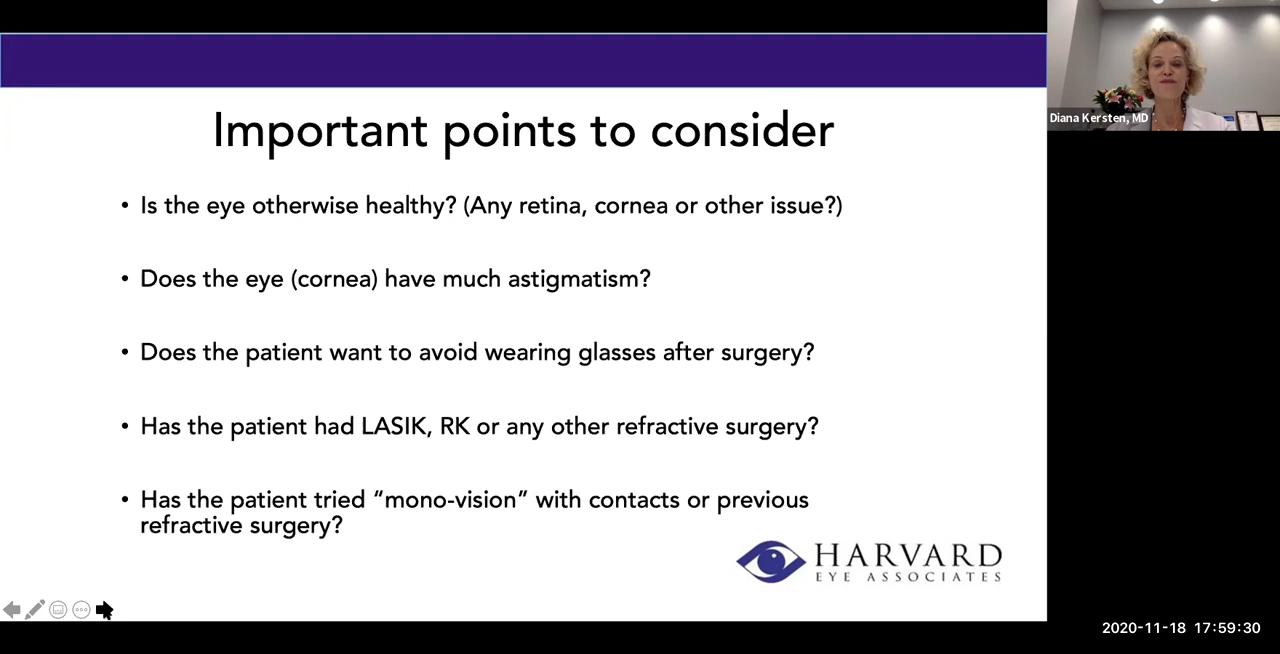 Important points to consider
• Is the eye otherwise healthy? (Any retina, cornea or other issue?)
• Does the eye (cornea) have much astigmatism?
• Does the patient want to avoid wearing glasses after surgery?
• Has the patient had LASIK, RK or any other refractive surgery?
• Has the patient tried “mono-vision” with contacts or previous
refractive surgery?
HARVARD
EYE ASSOCIATES
Diana Kersten, MD
2020-11-18 17:59:30